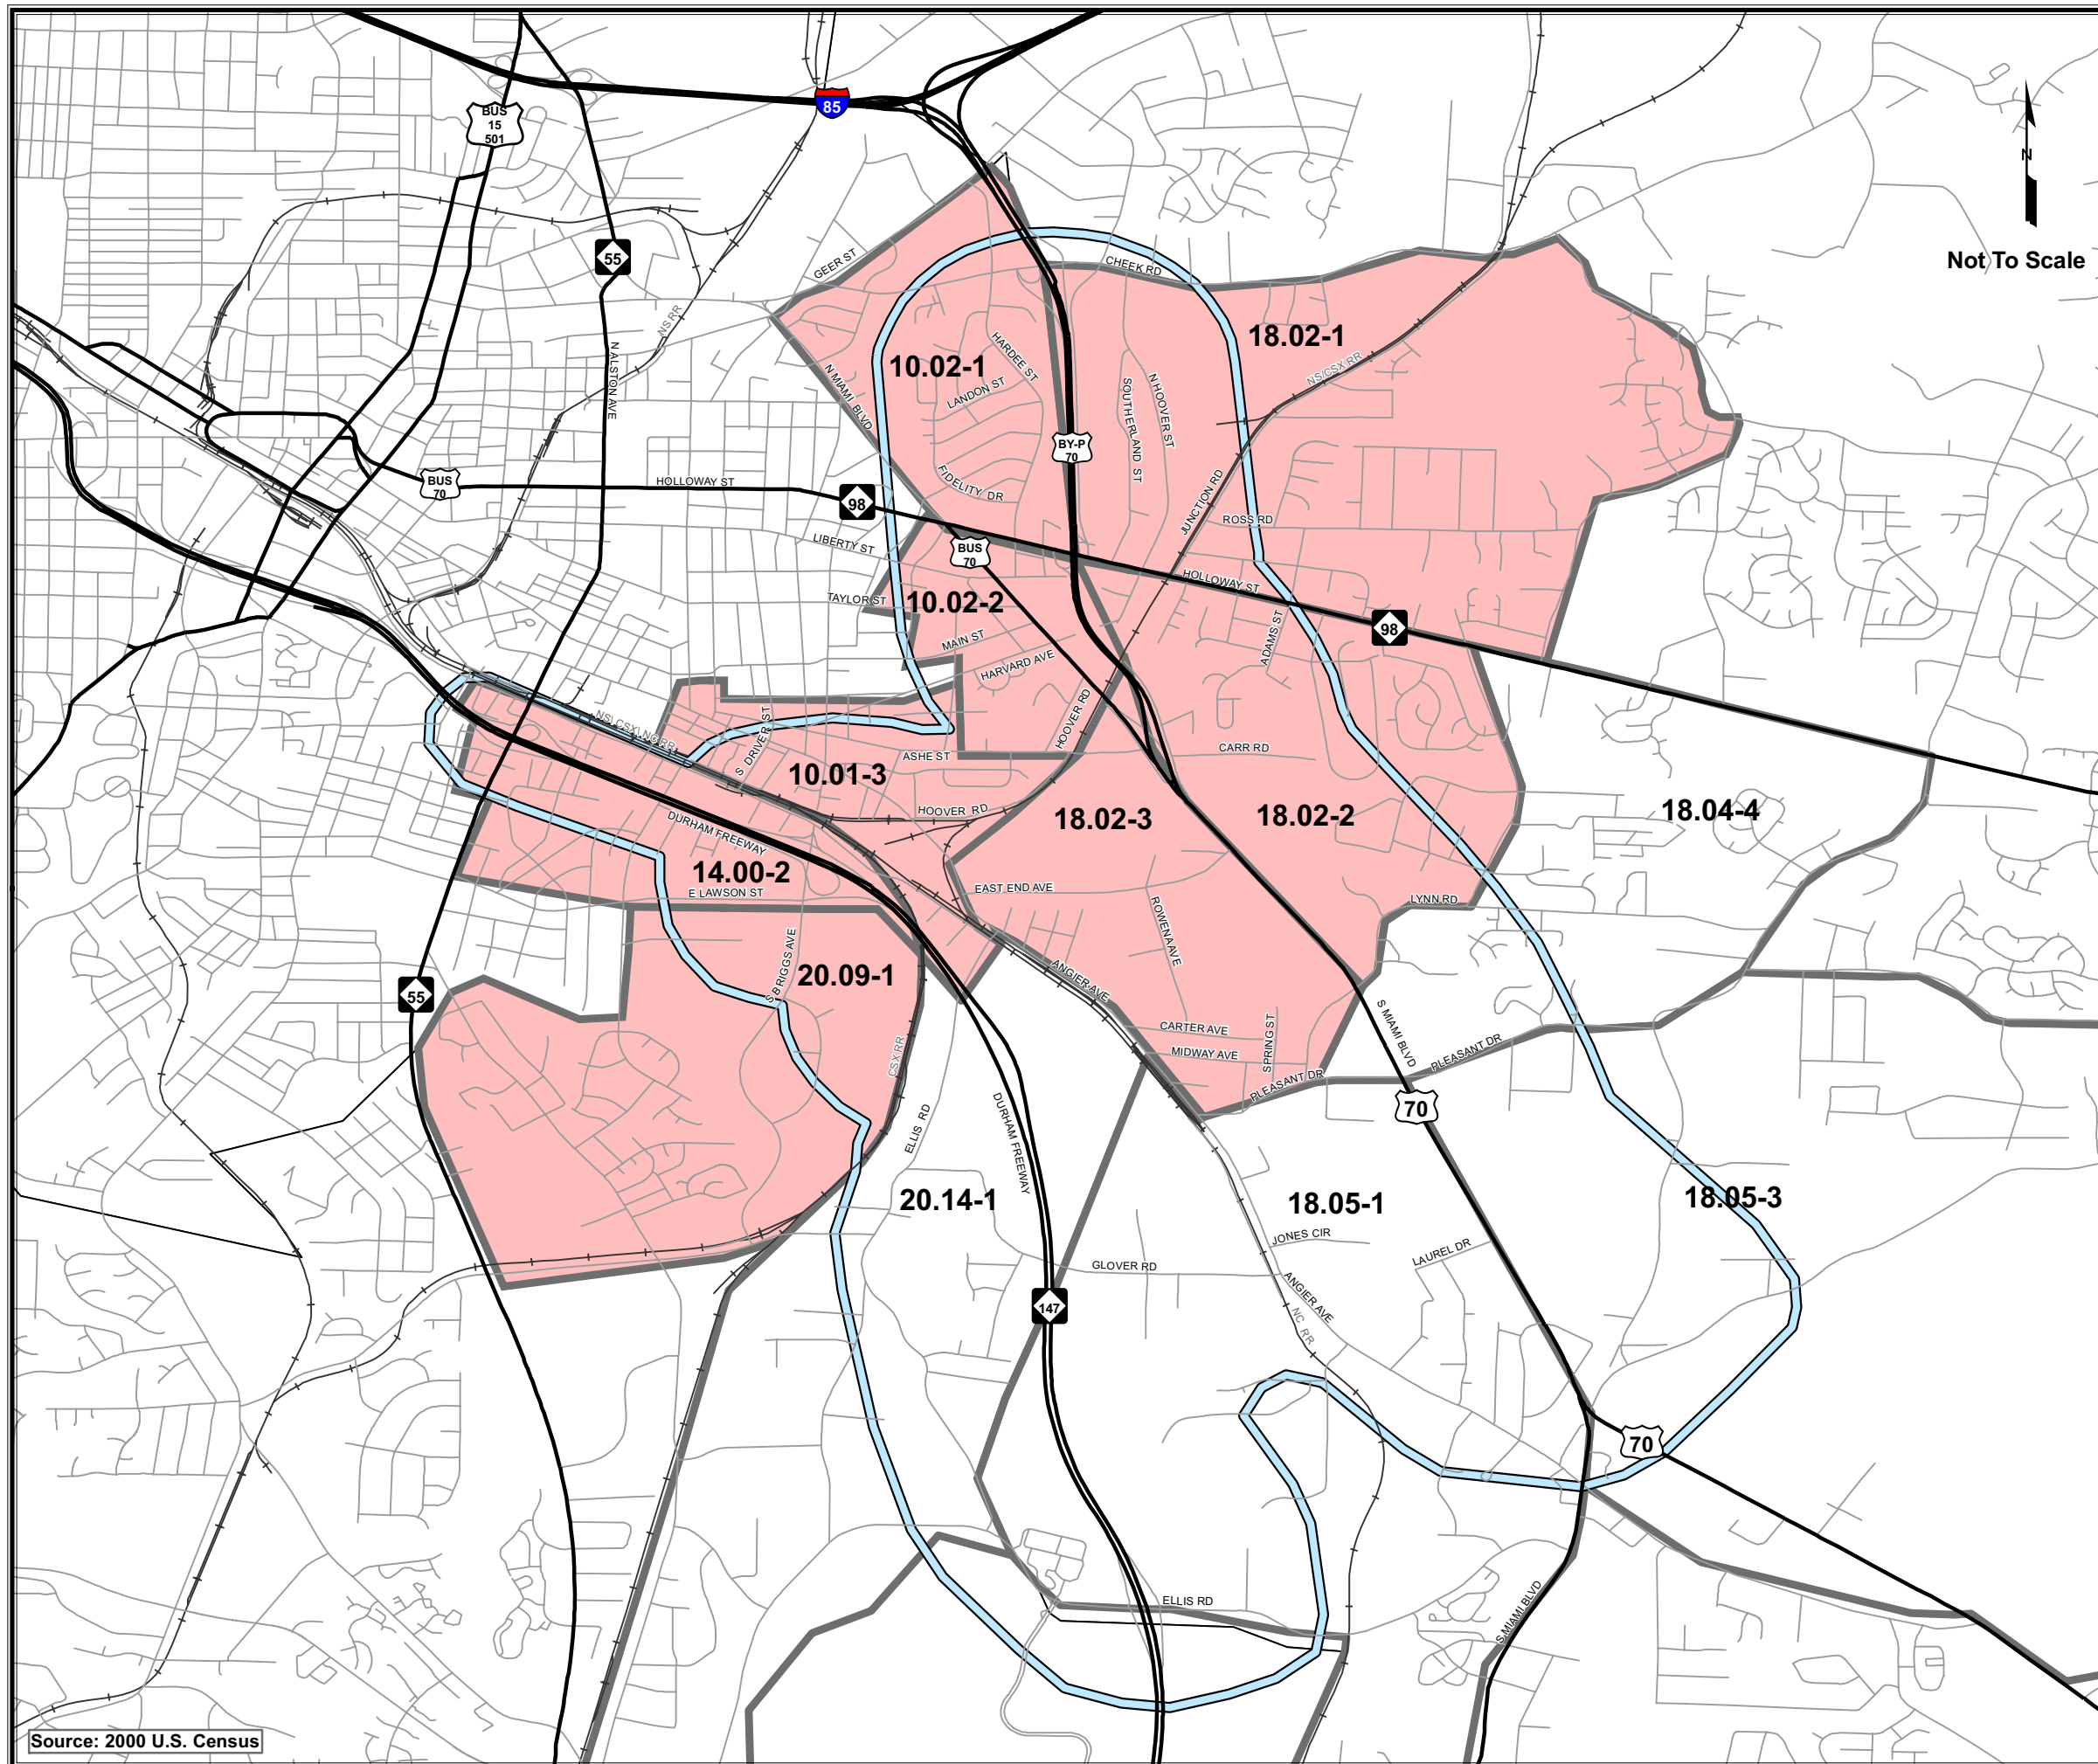 85
BUS
15
501
N
Not To Scale
55
GEER ST
CHEEK RD
NS RR
18.02-1
N ALSTON AVE
HARDEE ST
10.02-1
NS/CSX RR
N MIAMI BLVD
LANDON ST
SOUTHERLAND ST
N HOOVER ST
BY-P
70
BUS
70
HOLLOWAY ST
98
FIDELITY DR
JUNCTION RD
ROSS RD
LIBERTY ST
BUS
70
HOLLOWAY ST
TAYLOR ST
10.02-2
98
ADAMS ST
MAIN ST
HARVARD AVE
NS\ CSX\ NC RR
S DRIVER ST
HOOVER RD
ASHE ST
CARR RD
10.01-3
HOOVER RD
18.02-3
18.02-2
18.04-4
DURHAM FREEWAY
14.00-2
E LAWSON ST
EAST END AVE
LYNN RD
ROWENA AVE
S BRIGGS AVE
20.09-1
55
ANGIER AVE
CARTER AVE
SPRING ST
S MIAMI BLVD
CSX RR
MIDWAY AVE
PLEASANT DR
PLEASANT DR
70
ELLIS RD
DURHAM FREEWAY
20.14-1
18.05-1
18.05-3
JONES CIR
LAUREL DR
GLOVER RD
ANGIER AVE
147
NC RR
70
ELLIS RD
S MIAMI BLVD
Source: 2000 U.S. Census